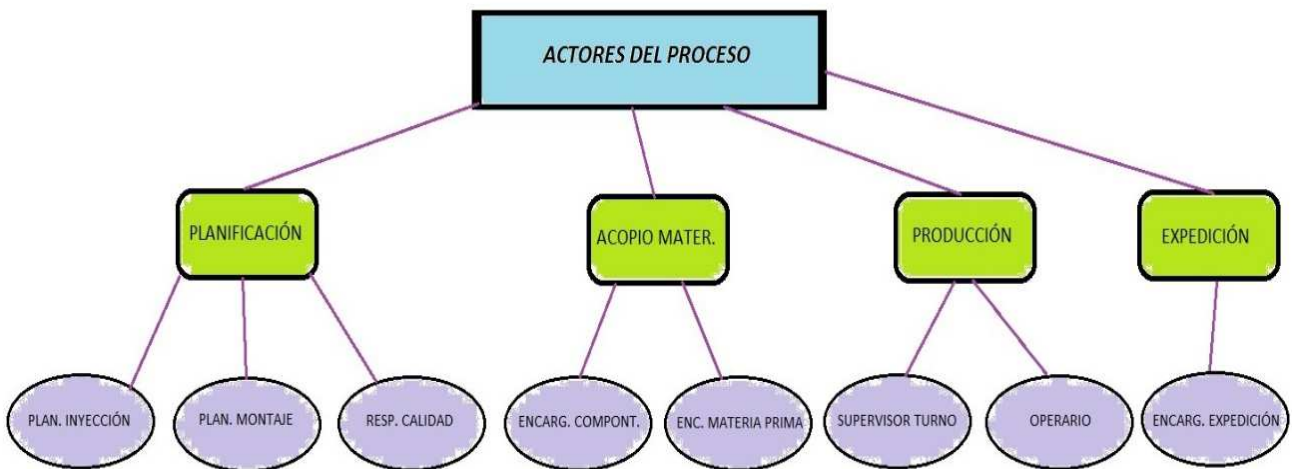 ACTORES DEL PROCESO
PLANIFICACIÓN
ACOPIO MATER.
PRODUCCIÓN
EXPEDICIÓN
PLAN. INYECCIÓN
PLAN. MONTAJE
RESP. CALIDAD
ENCARG. COMPONT.
ENC. MATERIA PRIMA
SUPERVISOR TURNO
OPERARIO
ENCARG. EXPEDICIÓN